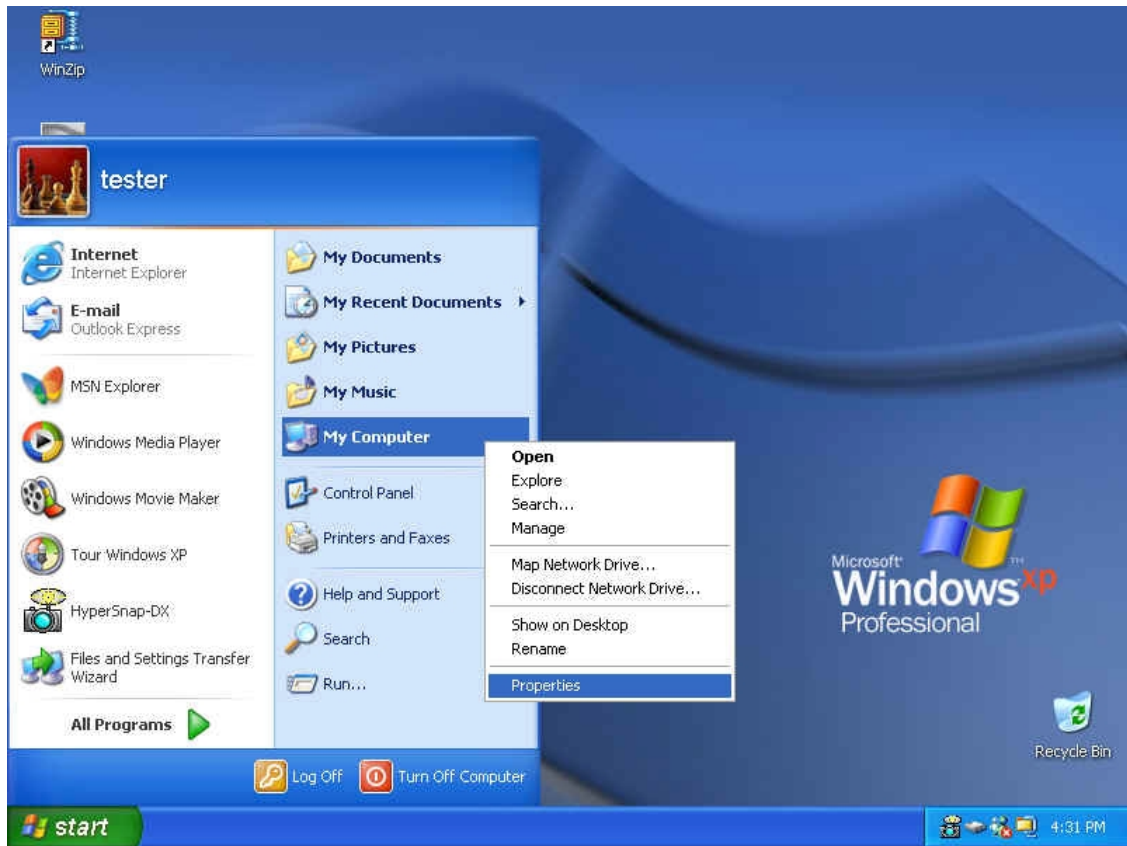 WinZip
tester
Internet
Internet Explorer
E-mail
Outlook Express
MSN Explorer
Windows Media Player
Windows Movie Maker
Tour Windows XP
HyperSnap-DX
Files and Settings Transfer
Wizard
All Programs
My Documents
My Recent Documents
My Pictures
My Music
My Computer
Control Panel
Printers and Faxes
Help and Support
Search
Run...
Open
Explore
Search...
Manage
Map Network Drive...
Disconnect Network Drive...
Show on Desktop
Rename
Properties
Microsoft
Windows xp
Professional
Recycle Bin
Log Off
Turn Off Computer
start
4:31 PM